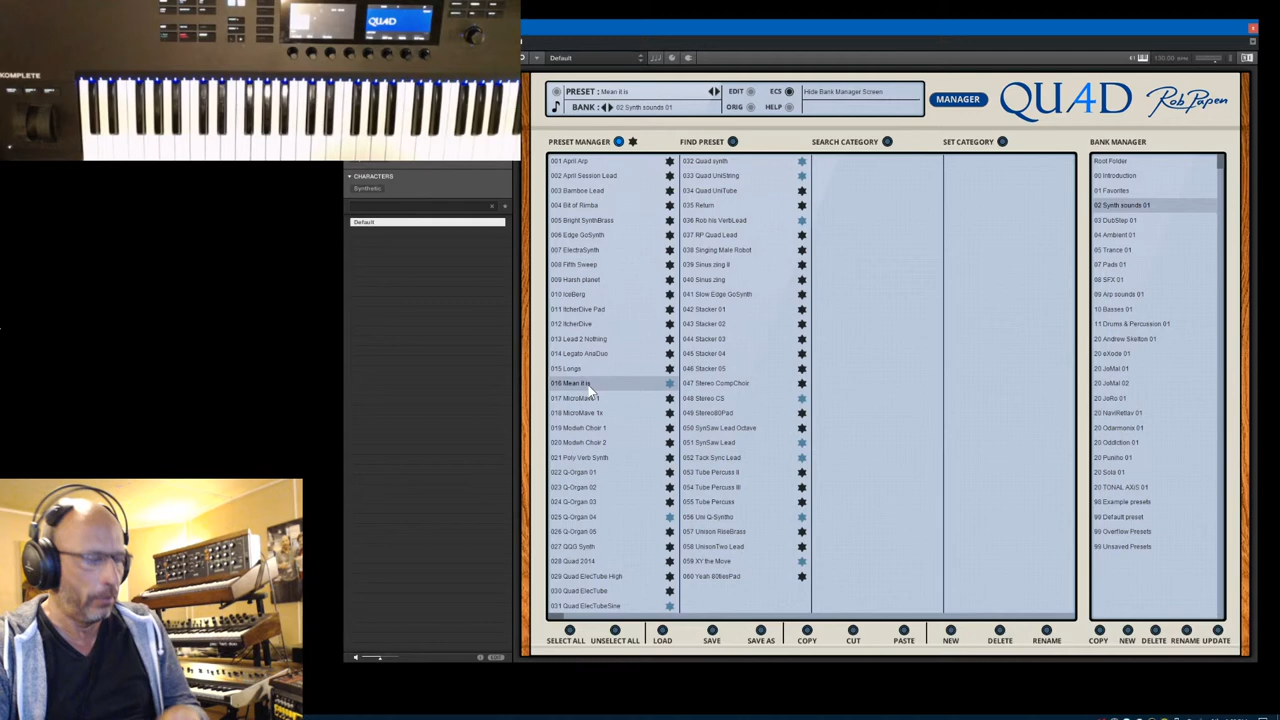 QUAD
KOMPLETE
Default
130.00 BPM
CHARACTERS
Synthetic
Default
EDIT
PRESET : Mean it is
EDIT
ECS
Hide Bank Manager Screen
BANK : 02 Synth sounds 01
ORIG
HELP
MANAGER
QUAD
Rob Papen
PRESET MANAGER
FIND PRESET
SEARCH CATEGORY
SET CATEGORY
BANK MANAGER
001 April Arp
002 April Session Lead
003 Bamboe Lead
004 Bit of Rimba
005 Bright SynthBrass
006 Edge GoSynth
007 ElectraSynth
008 Fifth Sweep
009 Harsh planet
010 IceBerg
011 ItcherDive Pad
012 ItcherDive
013 Lead 2 Nothing
014 Legato AnaDuo
015 Longs
016 Mean it is
017 MicroMave 1
018 MicroMave 1x
019 Modwh Choir 1
020 Modwh Choir 2
021 Poly Verb Synth
022 Q-Organ 01
023 Q-Organ 02
024 Q-Organ 03
025 Q-Organ 04
026 Q-Organ 05
027 QQG Synth
028 Quad 2014
029 Quad ElecTube High
030 Quad ElecTube
031 Quad ElecTubeSine
032 Quad synth
033 Quad UniString
034 Quad UniTube
035 Return
036 Rob his VerbLead
037 RP Quad Lead
038 Singing Male Robot
039 Sinus zing II
040 Sinus zing
041 Slow Edge GoSynth
042 Stacker 01
043 Stacker 02
044 Stacker 03
045 Stacker 04
046 Stacker 05
047 Stereo CompChoir
048 Stereo CS
049 Stereo80Pad
050 SynSaw Lead Octave
051 SynSaw Lead
052 Tack Sync Lead
053 Tube Percuss II
054 Tube Percuss III
055 Tube Percuss
056 Uni Q-Syntho
057 Unison RiseBrass
058 UnisonTwo Lead
059 XY the Move
060 Yeah 80tiesPad
Root Folder
00 Introduction
01 Favorites
02 Synth sounds 01
03 DubStep 01
04 Ambient 01
05 Trance 01
07 Pads 01
08 SFX 01
09 Arp sounds 01
10 Basses 01
11 Drums & Percussion 01
20 Andrew Skelton 01
20 eXode 01
20 JoMal 01
20 JoMal 02
20 JoRo 01
20 NaviRetlav 01
20 Odarmonix 01
20 Oddiction 01
20 Puniho 01
20 Sola 01
20 TONAL AXiS 01
98 Example presets
99 Default preset
99 Overflow Presets
99 Unsaved Presets
SELECT ALL
UNSELECT ALL
LOAD
SAVE
SAVE AS
COPY
CUT
PASTE
NEW
DELETE
RENAME
COPY
NEW
DELETE
RENAME
UPDATE